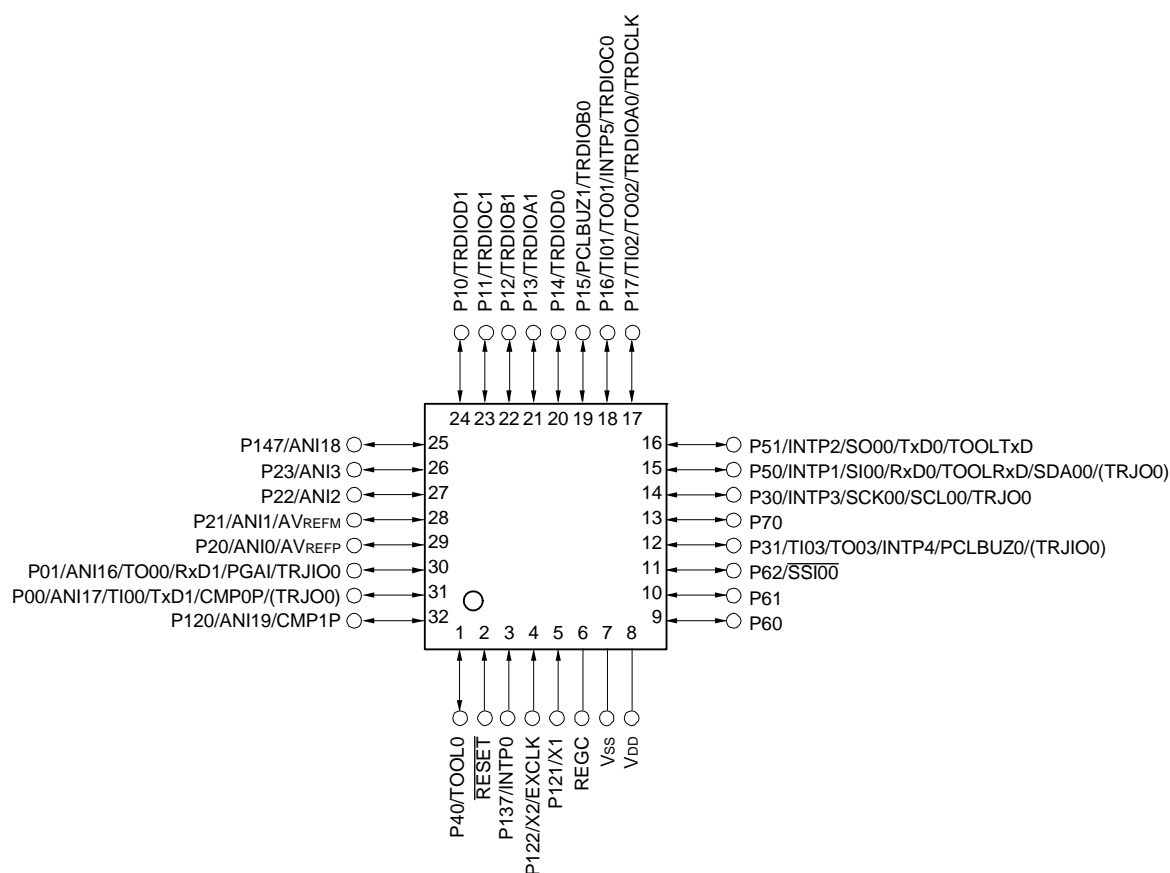 P10/TRDIOD1
P11/TRDIOC1
P12/TRDIOB1
P13/TRDIOA1
P14/TRDIOD0
P15/PCLBUZ1/TRDIOB0
P16/TI01/TO01/INTP5/TRDIOC0
P17/TI02/TO02/TRDIOA0/TRDCLK
24 23 22 21 20 19 18 17
P147/ANI18 25
P23/ANI3 26
P22/ANI2 27
P21/ANI1/AVREFM 28
P20/ANI0/AVREFP 29
P01/ANI16/TO00/RxD1/PGAI/TRJIO0 30
P00/ANI17/TI00/TxD1/CMP0P/(TRJO0) 31
P120/ANI19/CMP1P 32
16 P51/INTP2/SO00/TxD0/TOOLTxD
15 P50/INTP1/SI00/RxD0/TOOLRxD/SDA00/(TRJO0)
14 P30/INTP3/SCK00/SCL00/TRJO0
13 P70
12 P31/TI03/TO03/INTP4/PCLBUZ0/(TRJIO0)
11 P62/SSI00
10 P61
9 P60
1 2 3 4 5 6 7 8
P40/TOOL0
RESET
P137/INTP0
P122/X2/EXCLK
P121/X1
REGC
VSS
VDD